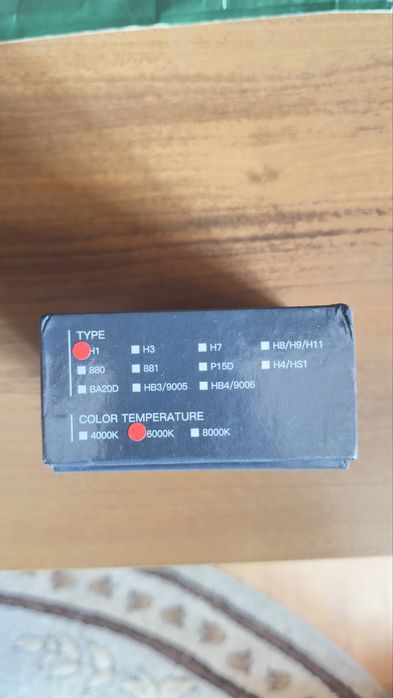 TYPE
H1 H3 H7 H8/H9/H11
880 881 P15D H4/HS1
BA20D HB3/9005 HB4/9006
COLOR TEMPERATURE
4000K 6000K 8000K